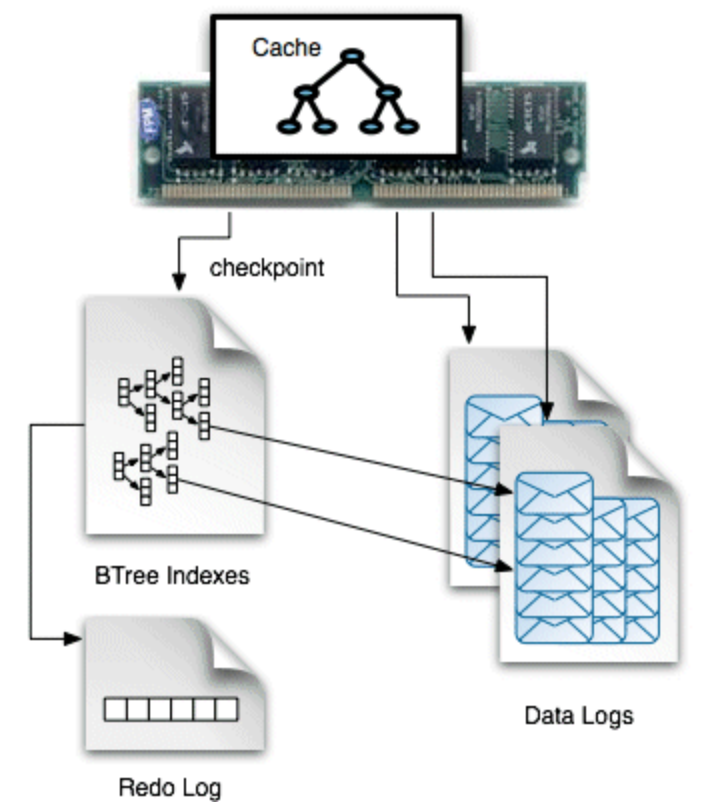 Cache
checkpoint
BTree Indexes
Data Logs
Redo Log